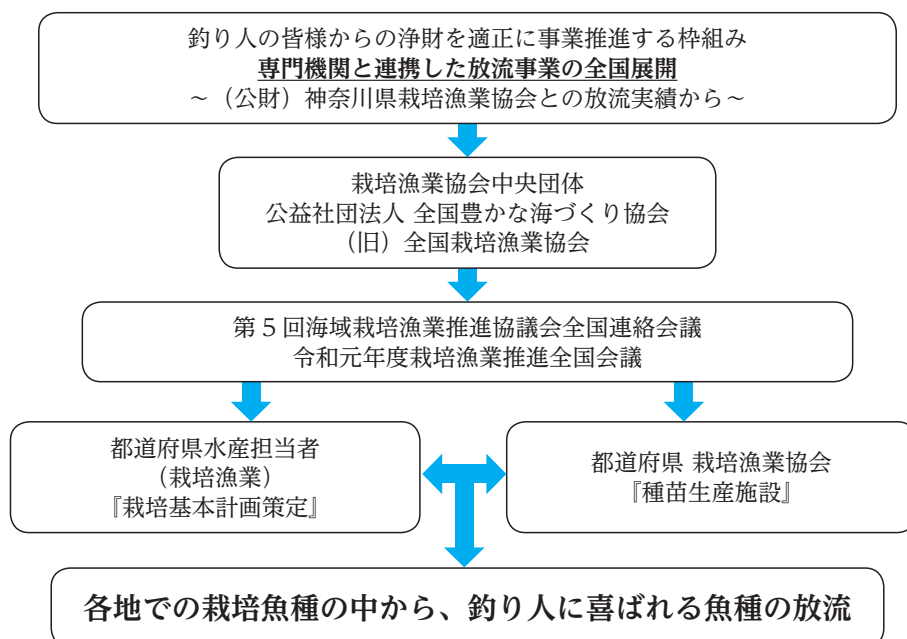 釣り人の皆様からの浄財を適正に事業推進する枠組み
専門機関と連携した放流事業の全国展開
～（公財）神奈川県栽培漁業協会との放流実績から～
栽培漁業協会中央団体
公益社団法人 全国豊かな海づくり協会
（旧）全国栽培漁業協会
第５回海域栽培漁業推進協議会全国連絡会議
令和元年度栽培漁業推進全国会議
都道府県水産担当者
（栽培漁業）
『栽培基本計画策定』
都道府県 栽培漁業協会
『種苗生産施設』
各地での栽培魚種の中から、釣り人に喜ばれる魚種の放流